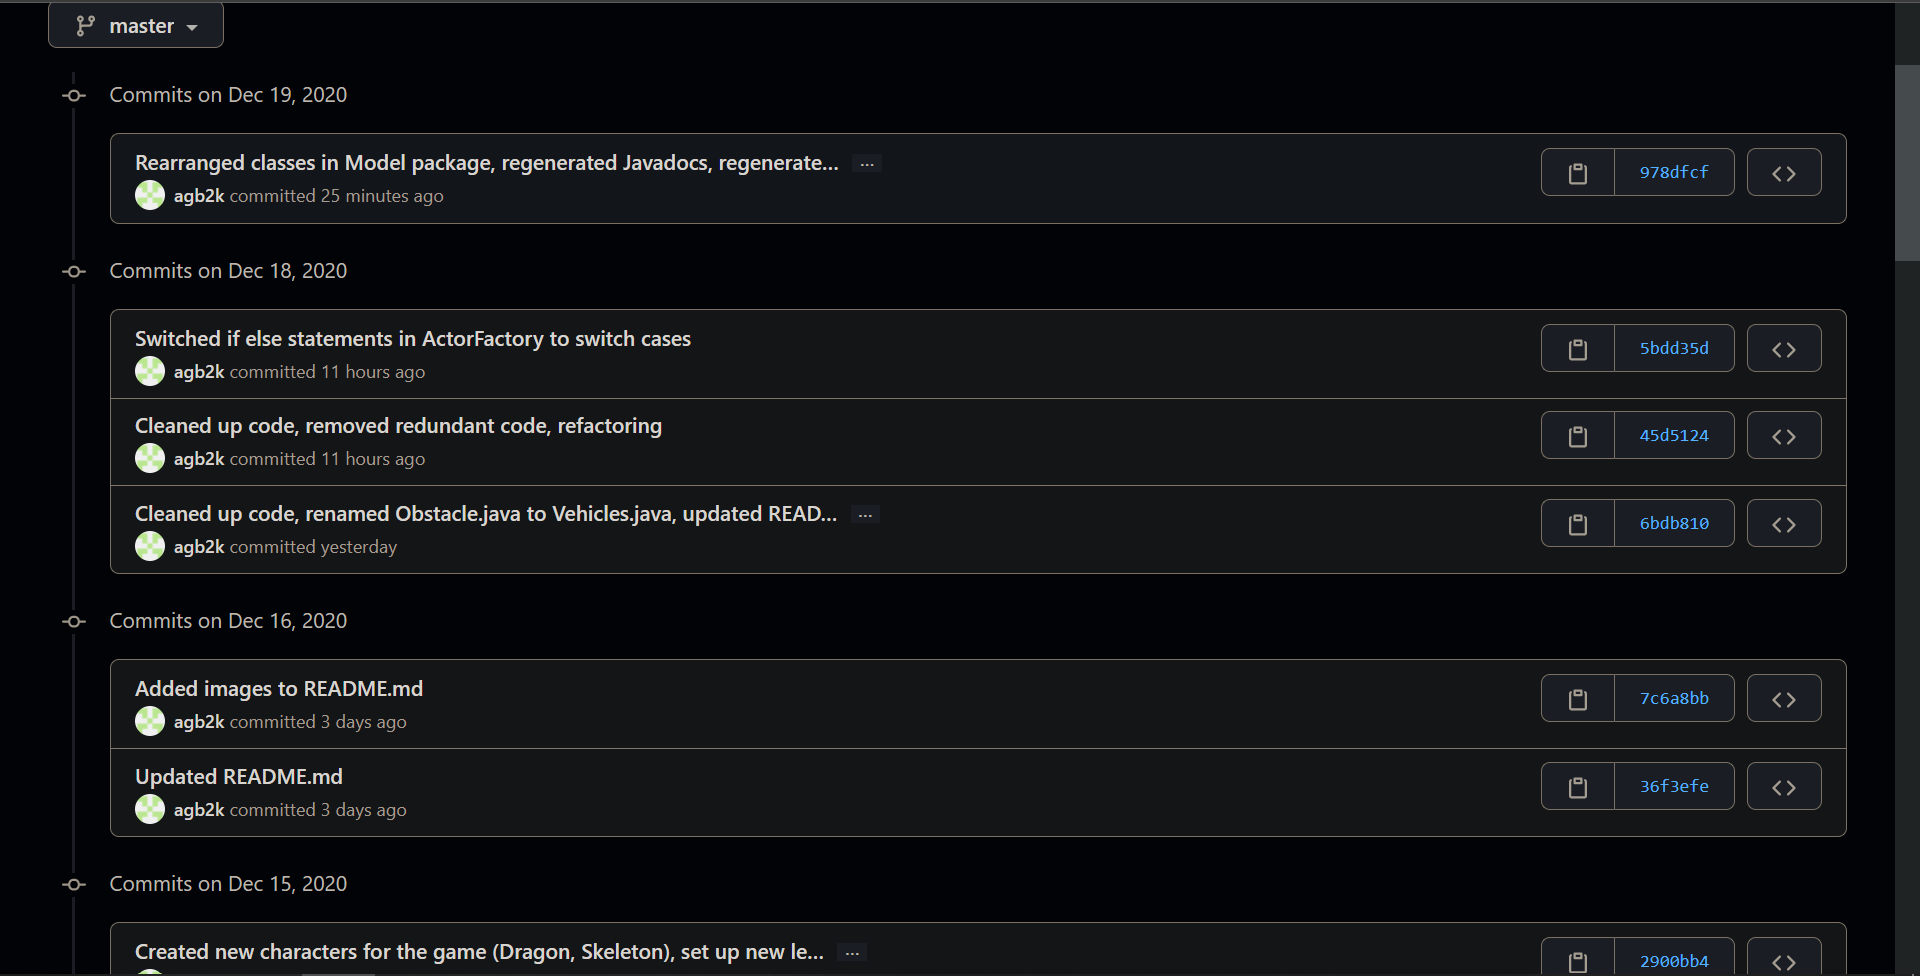 master
Commits on Dec 19, 2020
Rearranged classes in Model package, regenerated Javadocs, regenerate... ...
978dfcf
agb2k committed 25 minutes ago
Commits on Dec 18, 2020
Switched if else statements in ActorFactory to switch cases
5bdd35d
agb2k committed 11 hours ago
Cleaned up code, removed redundant code, refactoring
45d5124
agb2k committed 11 hours ago
Cleaned up code, renamed Obstacle.java to Vehicles.java, updated READ... ...
6bdb810
agb2k committed yesterday
Commits on Dec 16, 2020
Added images to README.md
7c6a8bb
agb2k committed 3 days ago
Updated README.md
36f3efe
agb2k committed 3 days ago
Commits on Dec 15, 2020
Created new characters for the game (Dragon, Skeleton), set up new le... ...
2900bb4